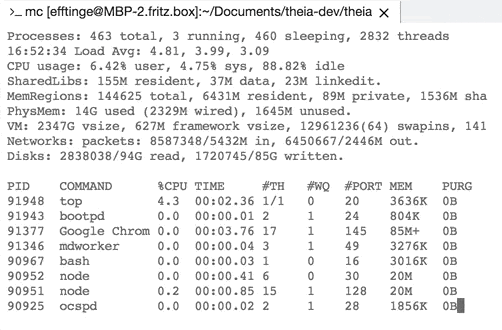 >_ mc [efftinge@MBP-2.fritz.box]:~/Documents/theia-dev/theia ×
Processes: 463 total, 3 running, 460 sleeping, 2832 threads
16:52:34 Load Avg: 4.81, 3.99, 3.09
CPU usage: 6.42% user, 4.75% sys, 88.82% idle
SharedLibs: 155M resident, 37M data, 23M linkedit.
MemRegions: 144625 total, 6431M resident, 89M private, 1536M sha
PhysMem: 14G used (2329M wired), 1645M unused.
VM: 2347G vsize, 627M framework vsize, 12961236(64) swapins, 141
Networks: packets: 8587348/5432M in, 6450667/2446M out.
Disks: 2838038/94G read, 1720745/85G written.
PID COMMAND %CPU TIME #TH #WQ #PORT MEM PURG
91948 top 4.3 00:02.36 1/1 0 20 3636K 0B
91943 bootpd 0.0 00:00.01 2 1 24 804K 0B
91377 Google Chrom 0.0 00:03.76 17 1 145 85M+ 0B
91346 mdworker 0.0 00:00.04 3 1 49 3276K 0B
90967 bash 0.0 00:00.03 1 0 16 3016K 0B
90952 node 0.0 00:00.41 6 0 30 20M 0B
90951 node 0.2 00:00.85 15 1 128 20M 0B
90925 ocspd 0.0 00:00.02 2 1 28 1856K 0B